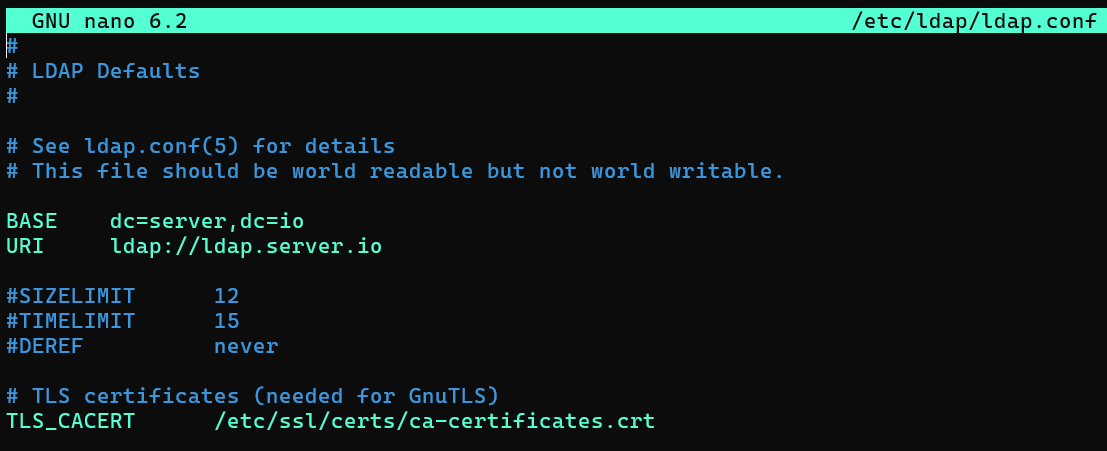 GNU nano 6.2 /etc/ldap/ldap.conf
#
# LDAP Defaults
#
# See ldap.conf(5) for details
# This file should be world readable but not world writable.
BASE dc=server,dc=io
URI ldap://ldap.server.io
#SIZELIMIT 12
#TIMELIMIT 15
#DEREF never
# TLS certificates (needed for GnuTLS)
TLS_CACERT /etc/ssl/certs/ca-certificates.crt